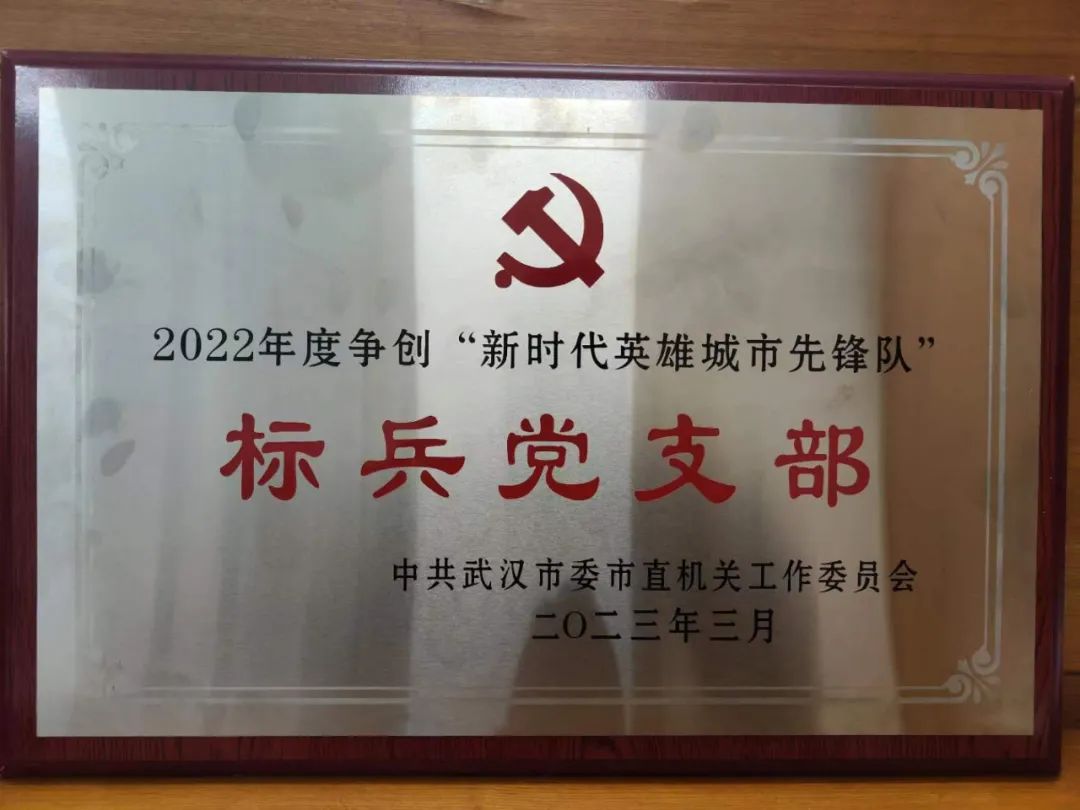 2022年度争创“新时代英雄城市先锋队”
标兵党支部
中共武汉市委市直机关工作委员会
二O二三年三月